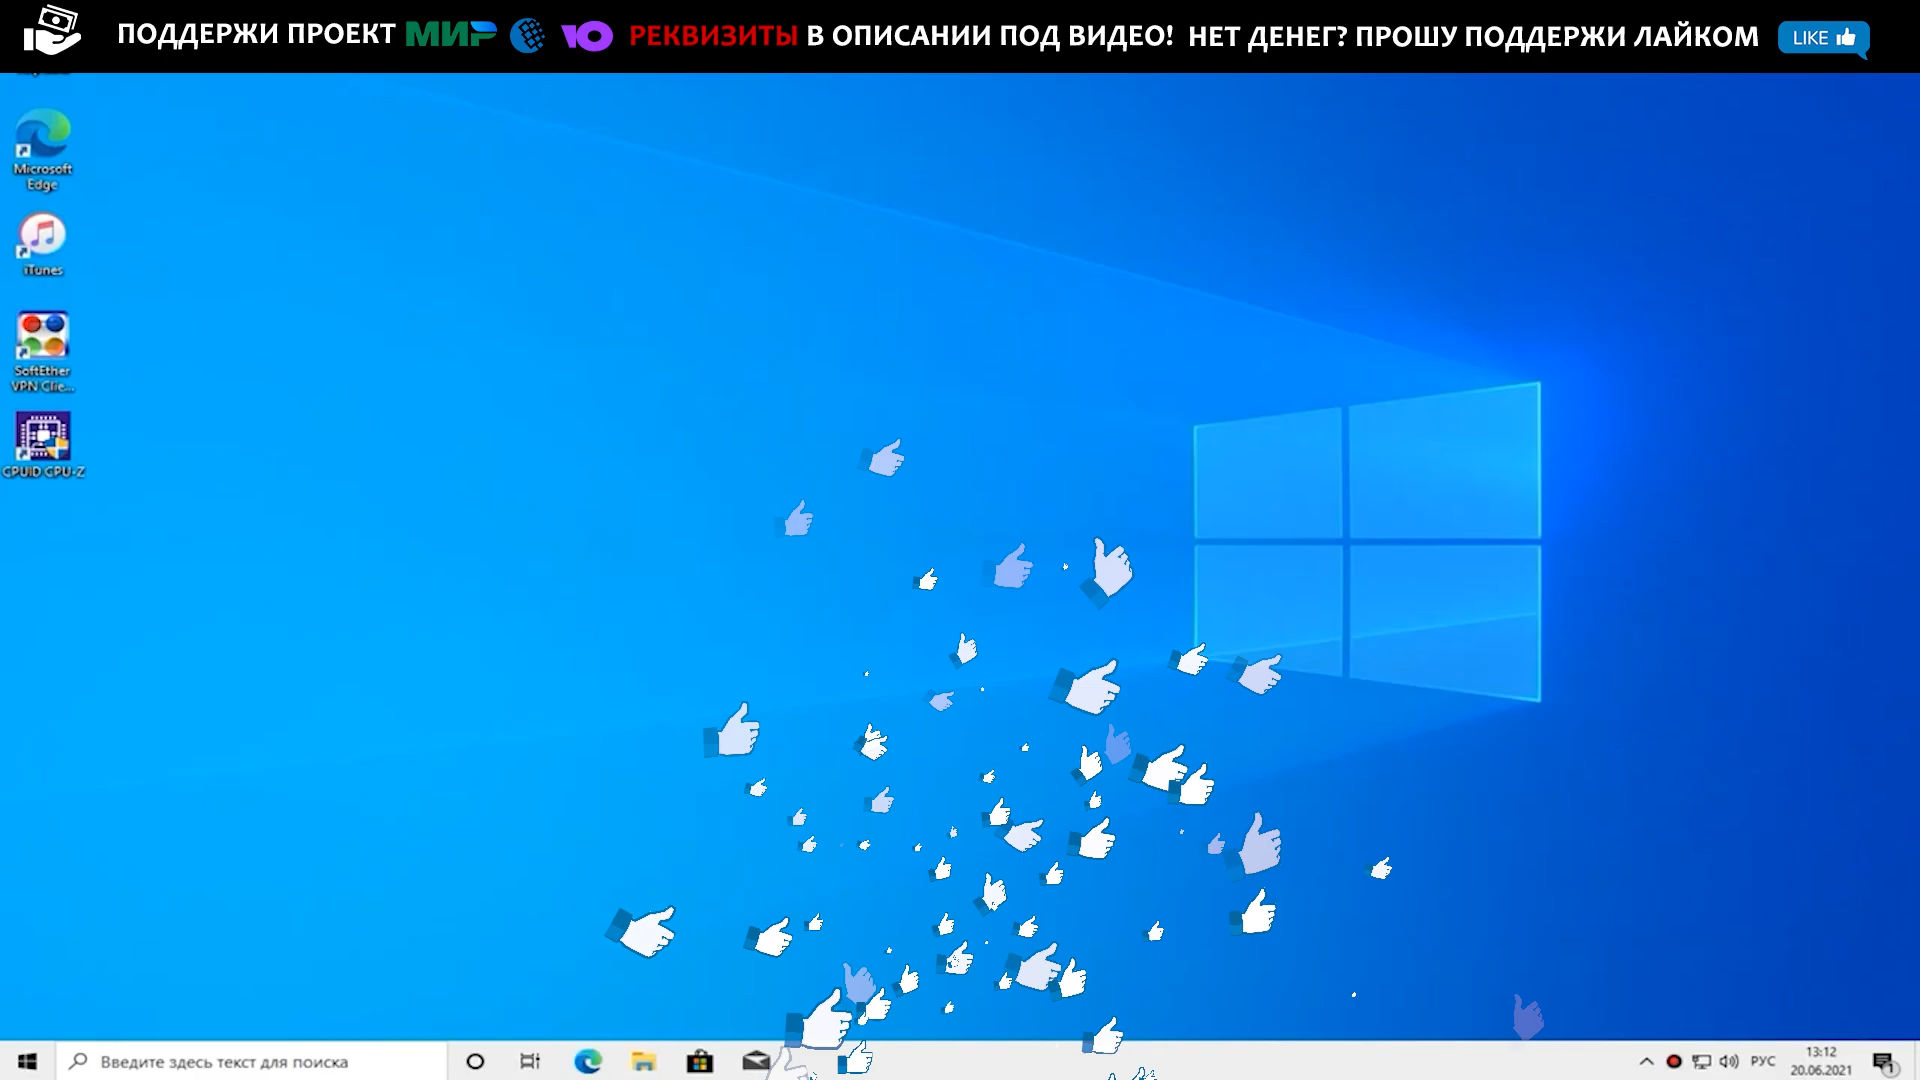 ПОДДЕРЖИ ПРОЕКТ МИР Ю РЕКВИЗИТЫ В ОПИСАНИИ ПОД ВИДЕО! НЕТ ДЕНЕГ? ПРОШУ ПОДДЕРЖИ ЛАЙКОМ LIKE
Microsoft
Edge
iTunes
SoftEther
VPN Clie...
CPUID CPU-Z
Введите здесь текст для поиска
РУС
13:12
20.06.2021
1